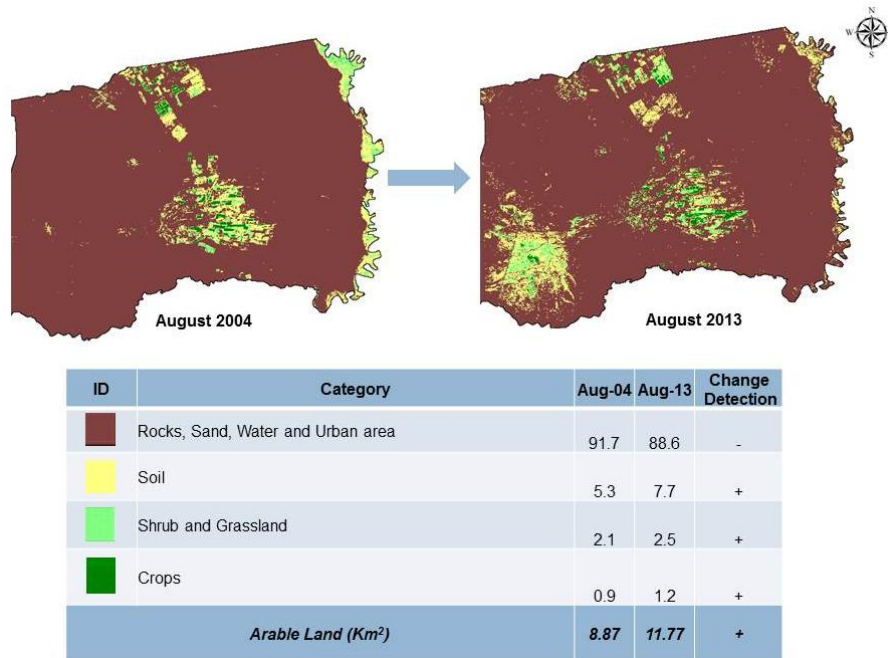 N
W E
S
August 2004
August 2013
ID Category Aug-04 Aug-13 Change Detection
Rocks, Sand, Water and Urban area 91.7 88.6 -
Soil 5.3 7.7 +
Shrub and Grassland 2.1 2.5 +
Crops 0.9 1.2 +
Arable Land (Km²) 8.87 11.77 +